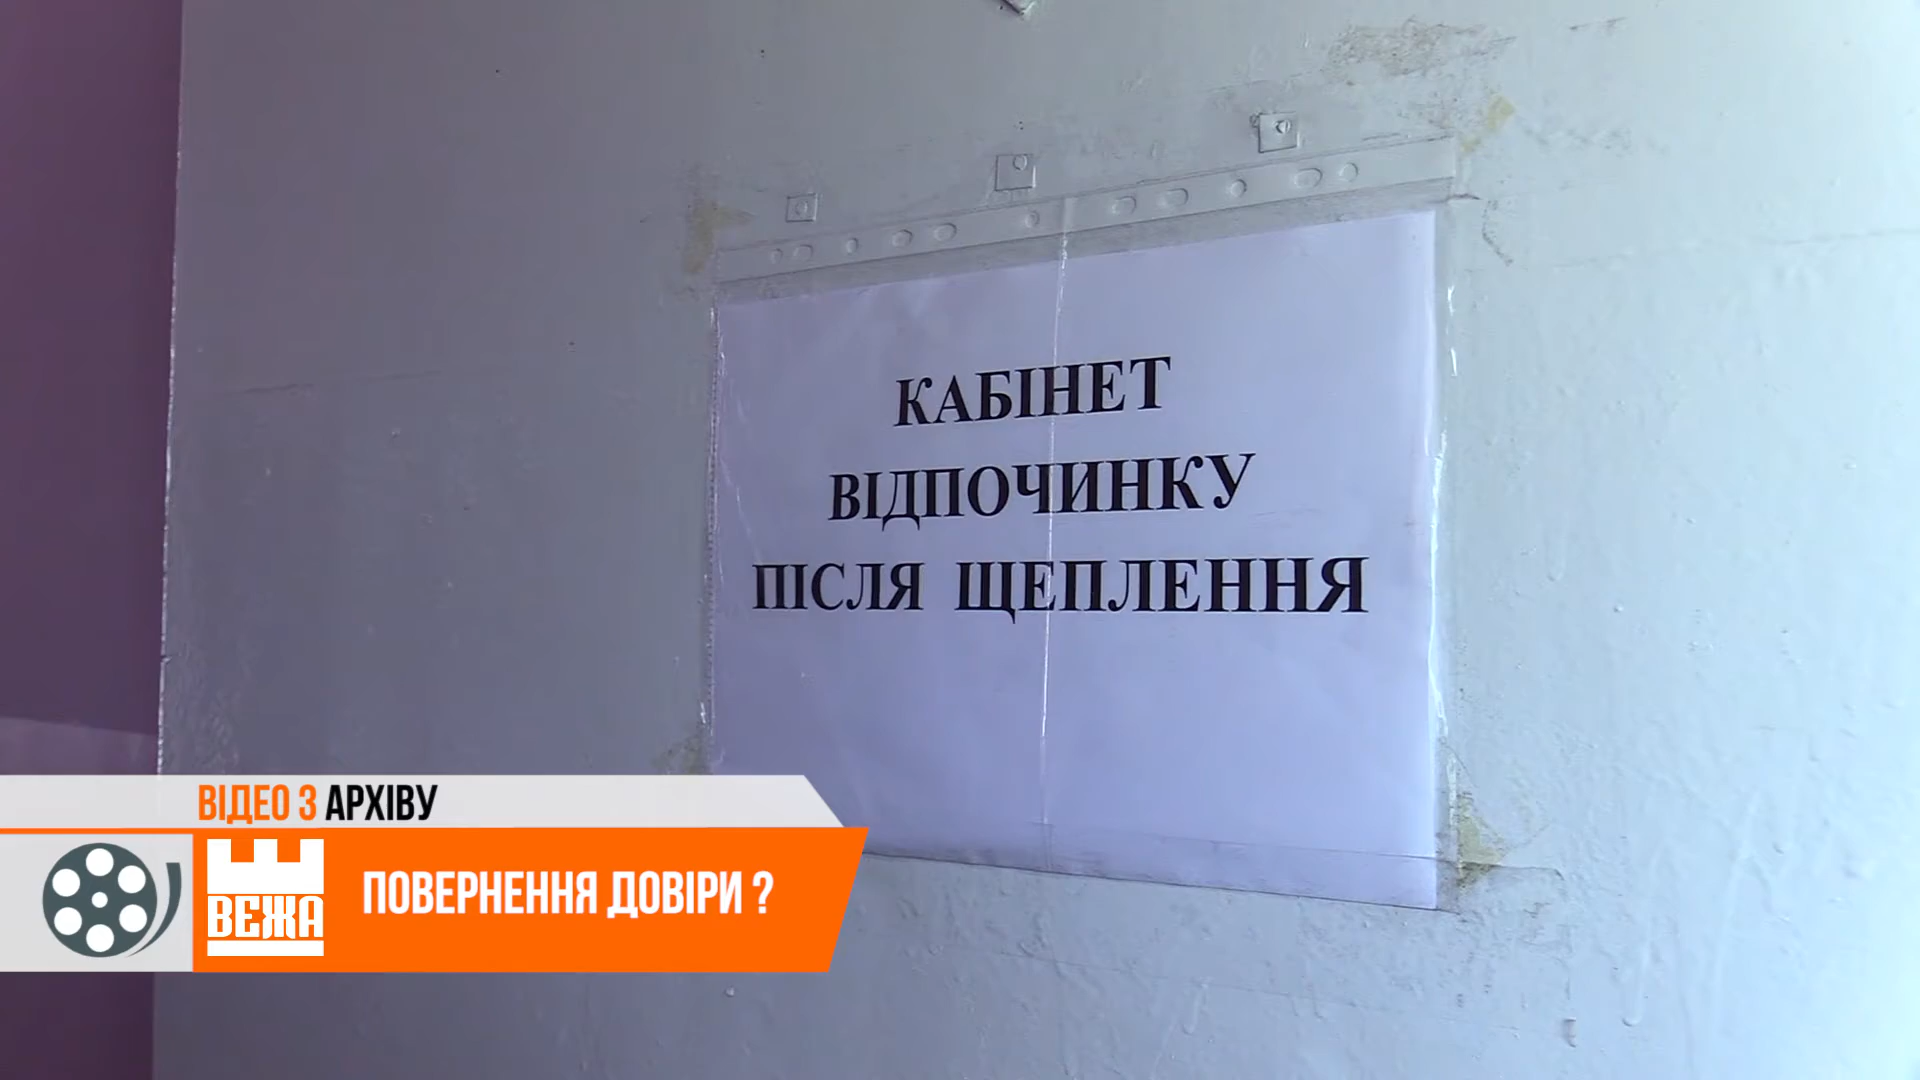 КАБІНЕТ
ВІДПОЧИНКУ
ПІСЛЯ ЩЕПЛЕННЯ
ВІДЕО З АРХІВУ
ВЕЖА
ПОВЕРНЕННЯ ДОВІРИ ?